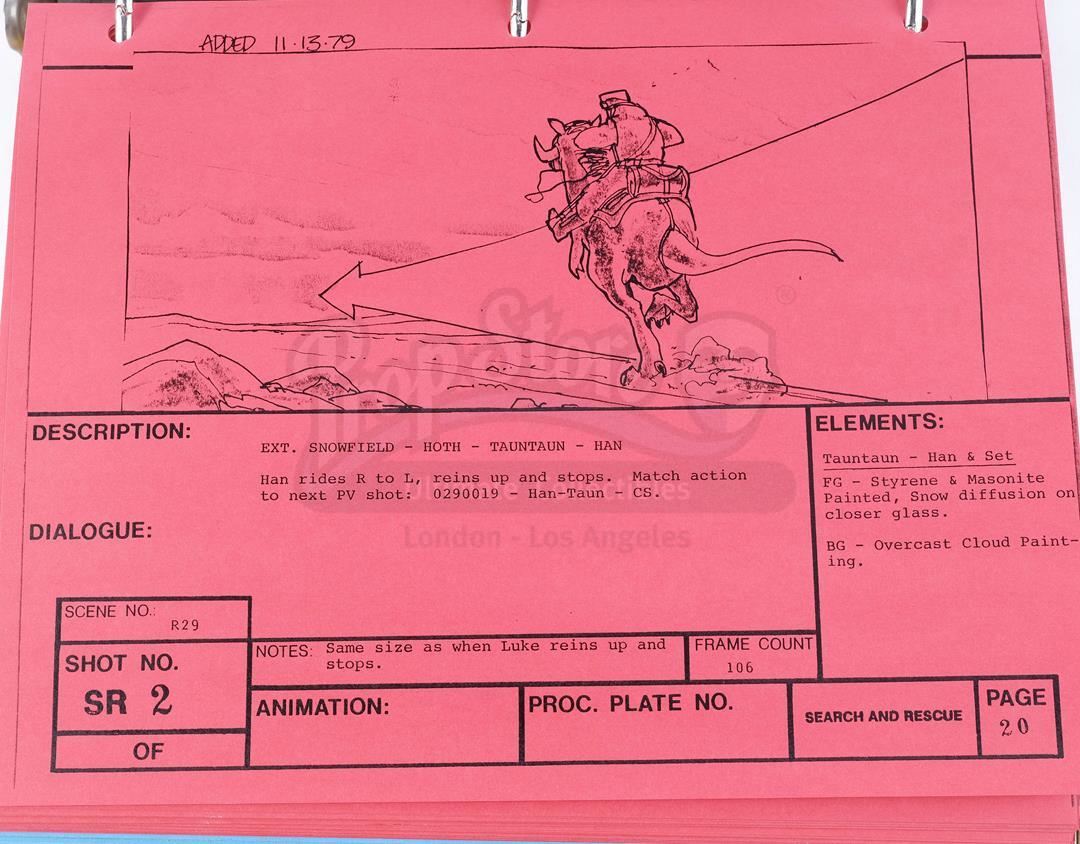 ADDED 11·13·79
DESCRIPTION:
EXT. SNOWFIELD - HOTH - TAUNTAUN - HAN
Han rides R to L, reins up and stops. Match action
to next PV shot: 0290019 - Han-Taun - CS.
DIALOGUE:
ELEMENTS:
Tauntaun - Han & Set
FG - Styrene & Masonite
Painted, Snow diffusion on
closer glass.
BG - Overcast Cloud Paint-
ing.
SCENE NO.:
R29
SHOT NO.
SR 2
OF
NOTES: Same size as when Luke reins up and
stops.
FRAME COUNT
106
ANIMATION:
PROC. PLATE NO.
SEARCH AND RESCUE
PAGE
20
PropStore
®
Ultimate Collectibles
London - Los Angeles